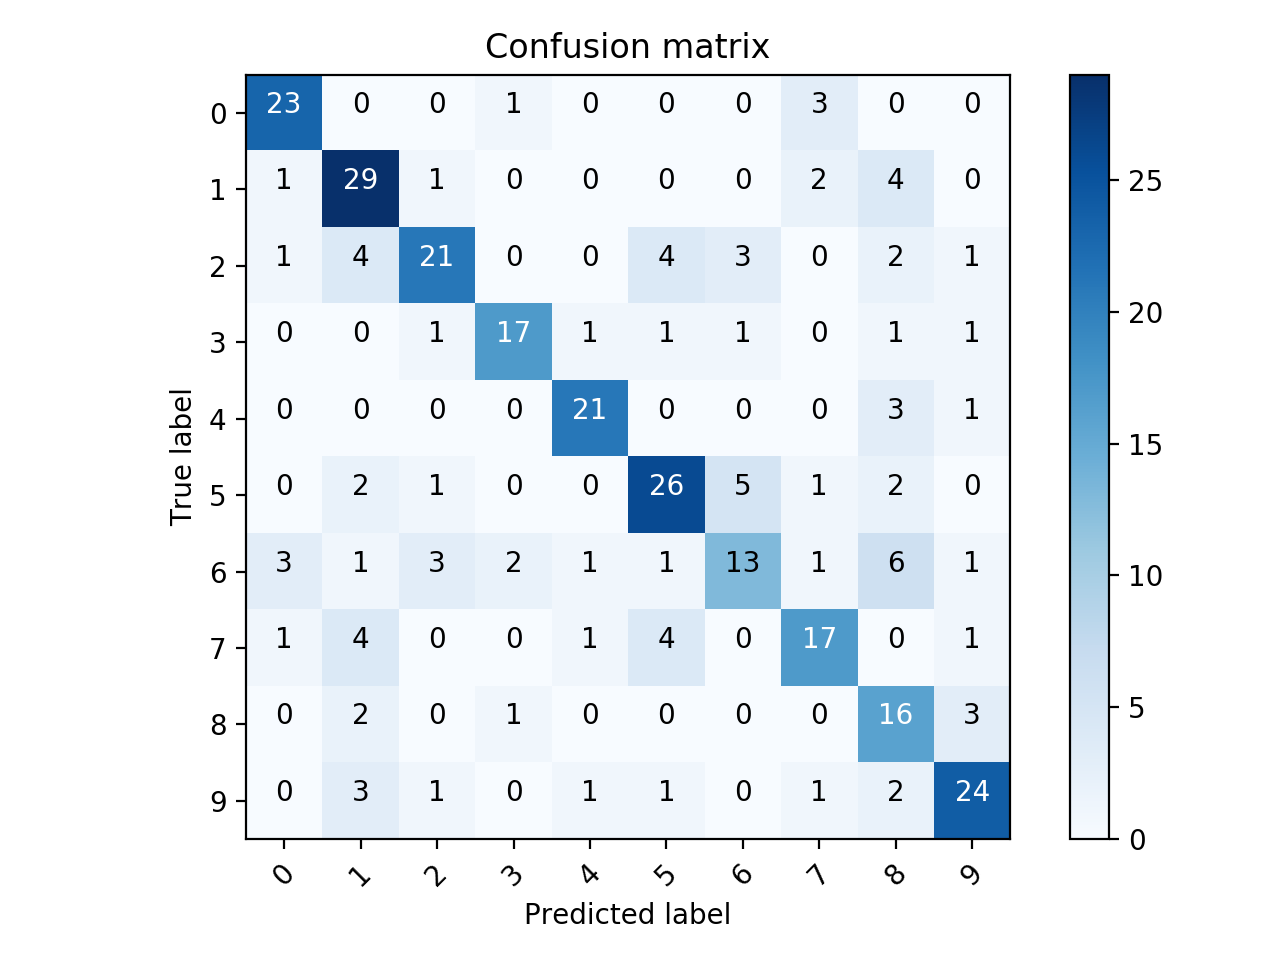 Confusion matrix
0 23 0 0 1 0 0 0 3 0 0
1 1 29 1 0 0 0 0 2 4 0
2 1 4 21 0 0 4 3 0 2 1
3 0 0 1 17 1 1 1 0 1 1
4 0 0 0 0 21 0 0 0 3 1
5 0 2 1 0 0 26 5 1 2 0
6 3 1 3 2 1 1 13 1 6 1
7 1 4 0 0 1 4 0 17 0 1
8 0 2 0 1 0 0 0 0 16 3
9 0 3 1 0 1 1 0 1 2 24
0 1 2 3 4 5 6 7 8 9
Predicted label
True label
25
20
15
10
5
0